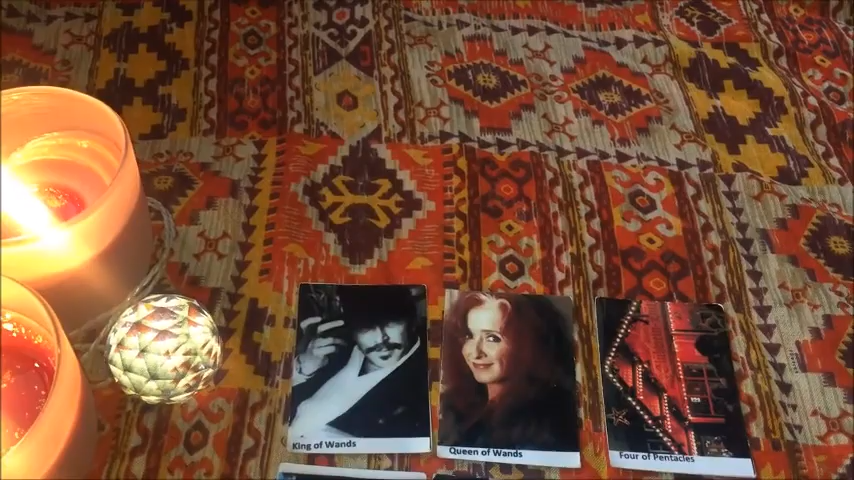 King of Wands
Queen of Wands
Four of Pentacles